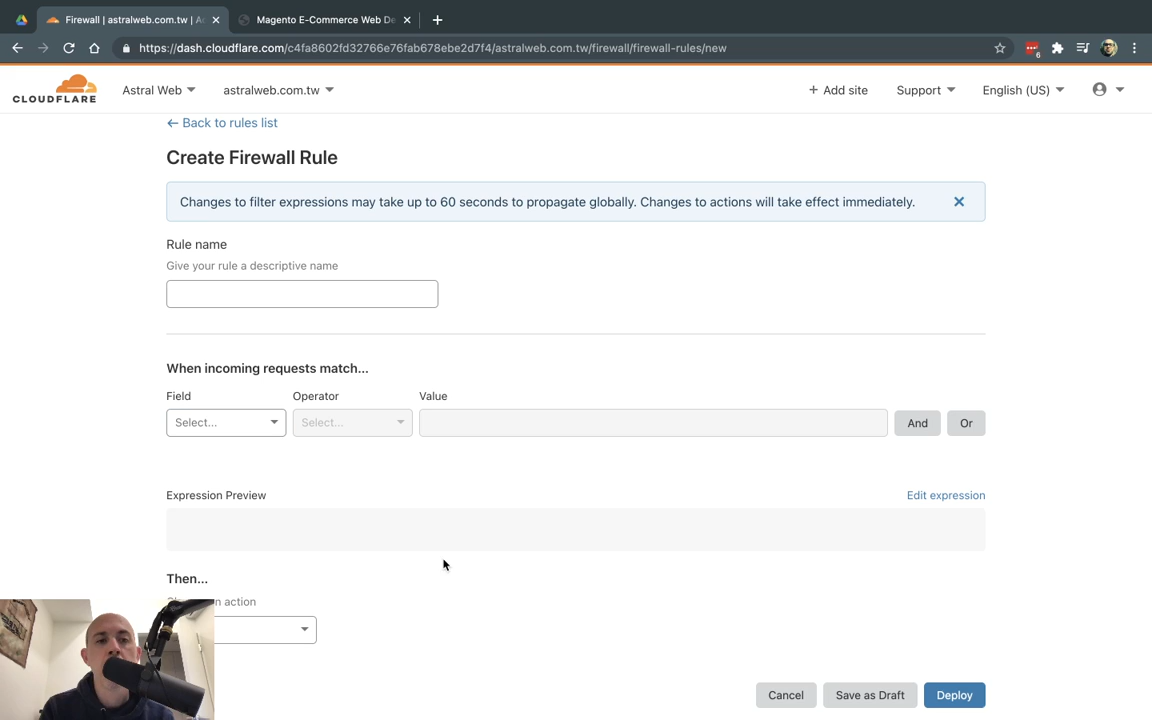 Firewall | astralweb.com.tw | Ac
Magento E-Commerce Web De
https://dash.cloudflare.com/c4fa8602fd32766e76fab678ebe2d7f4/astralweb.com.tw/firewall/firewall-rules/new
6
CLOUDFLARE
Astral Web
astralweb.com.tw
+ Add site
Support
English (US)
← Back to rules list
Create Firewall Rule
Changes to filter expressions may take up to 60 seconds to propagate globally. Changes to actions will take effect immediately.
Rule name
Give your rule a descriptive name
When incoming requests match...
Field
Operator
Value
Select...
Select...
And
Or
Expression Preview
Edit expression
Then...
action
Cancel
Save as Draft
Deploy